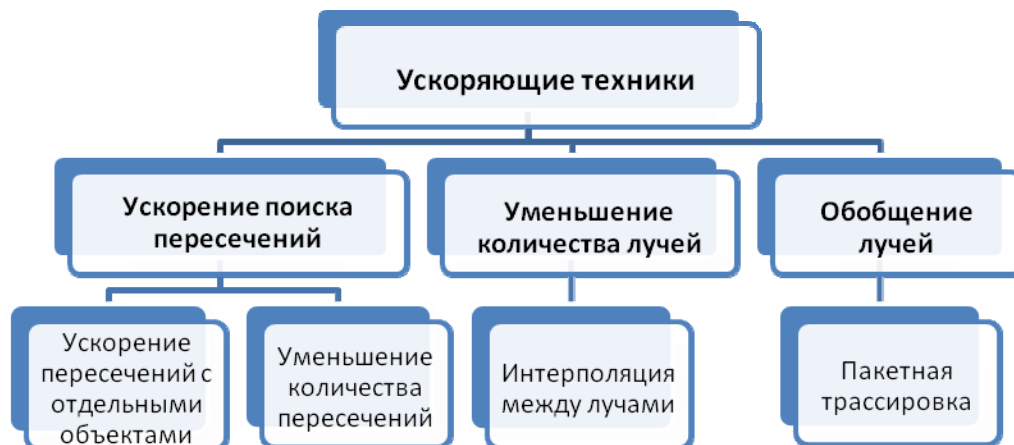 Ускоряющие техники
Ускорение поиска
пересечений
Уменьшение
количества лучей
Обобщение
лучей
Ускорение
пересечений с
отдельными
объектами
Уменьшение
количества
пересечений
Интерполяция
между лучами
Пакетная
трассировка